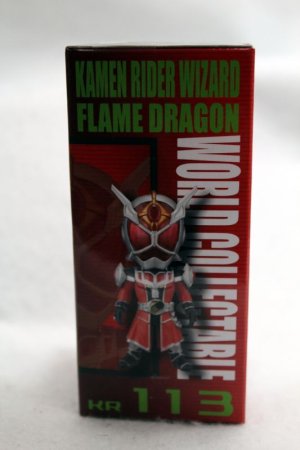 KAMEN RIDER WIZARD
FLAME DRAGON
WORLD COLLECTABLE
KR 113